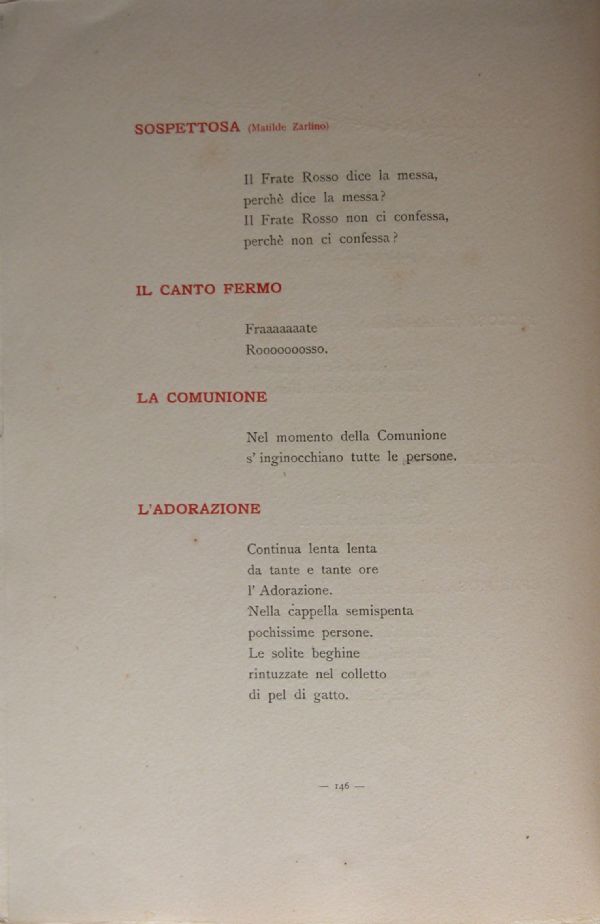 SOSPETTOSA (Matilde Zarlino)
Il Frate Rosso dice la messa,
perchè dice la messa?
Il Frate Rosso non ci confessa,
perchè non ci confessa?
IL CANTO FERMO
Fraaaaaaate
Rooooooosso.
LA COMUNIONE
Nel momento della Comunione
s' inginocchiano tutte le persone.
L'ADORAZIONE
Continua lenta lenta
da tante e tante ore
l' Adorazione.
Nella cappella semispenta
pochissime persone.
Le solite beghine
rintuzzate nel colletto
di pel di gatto.
— 146 —